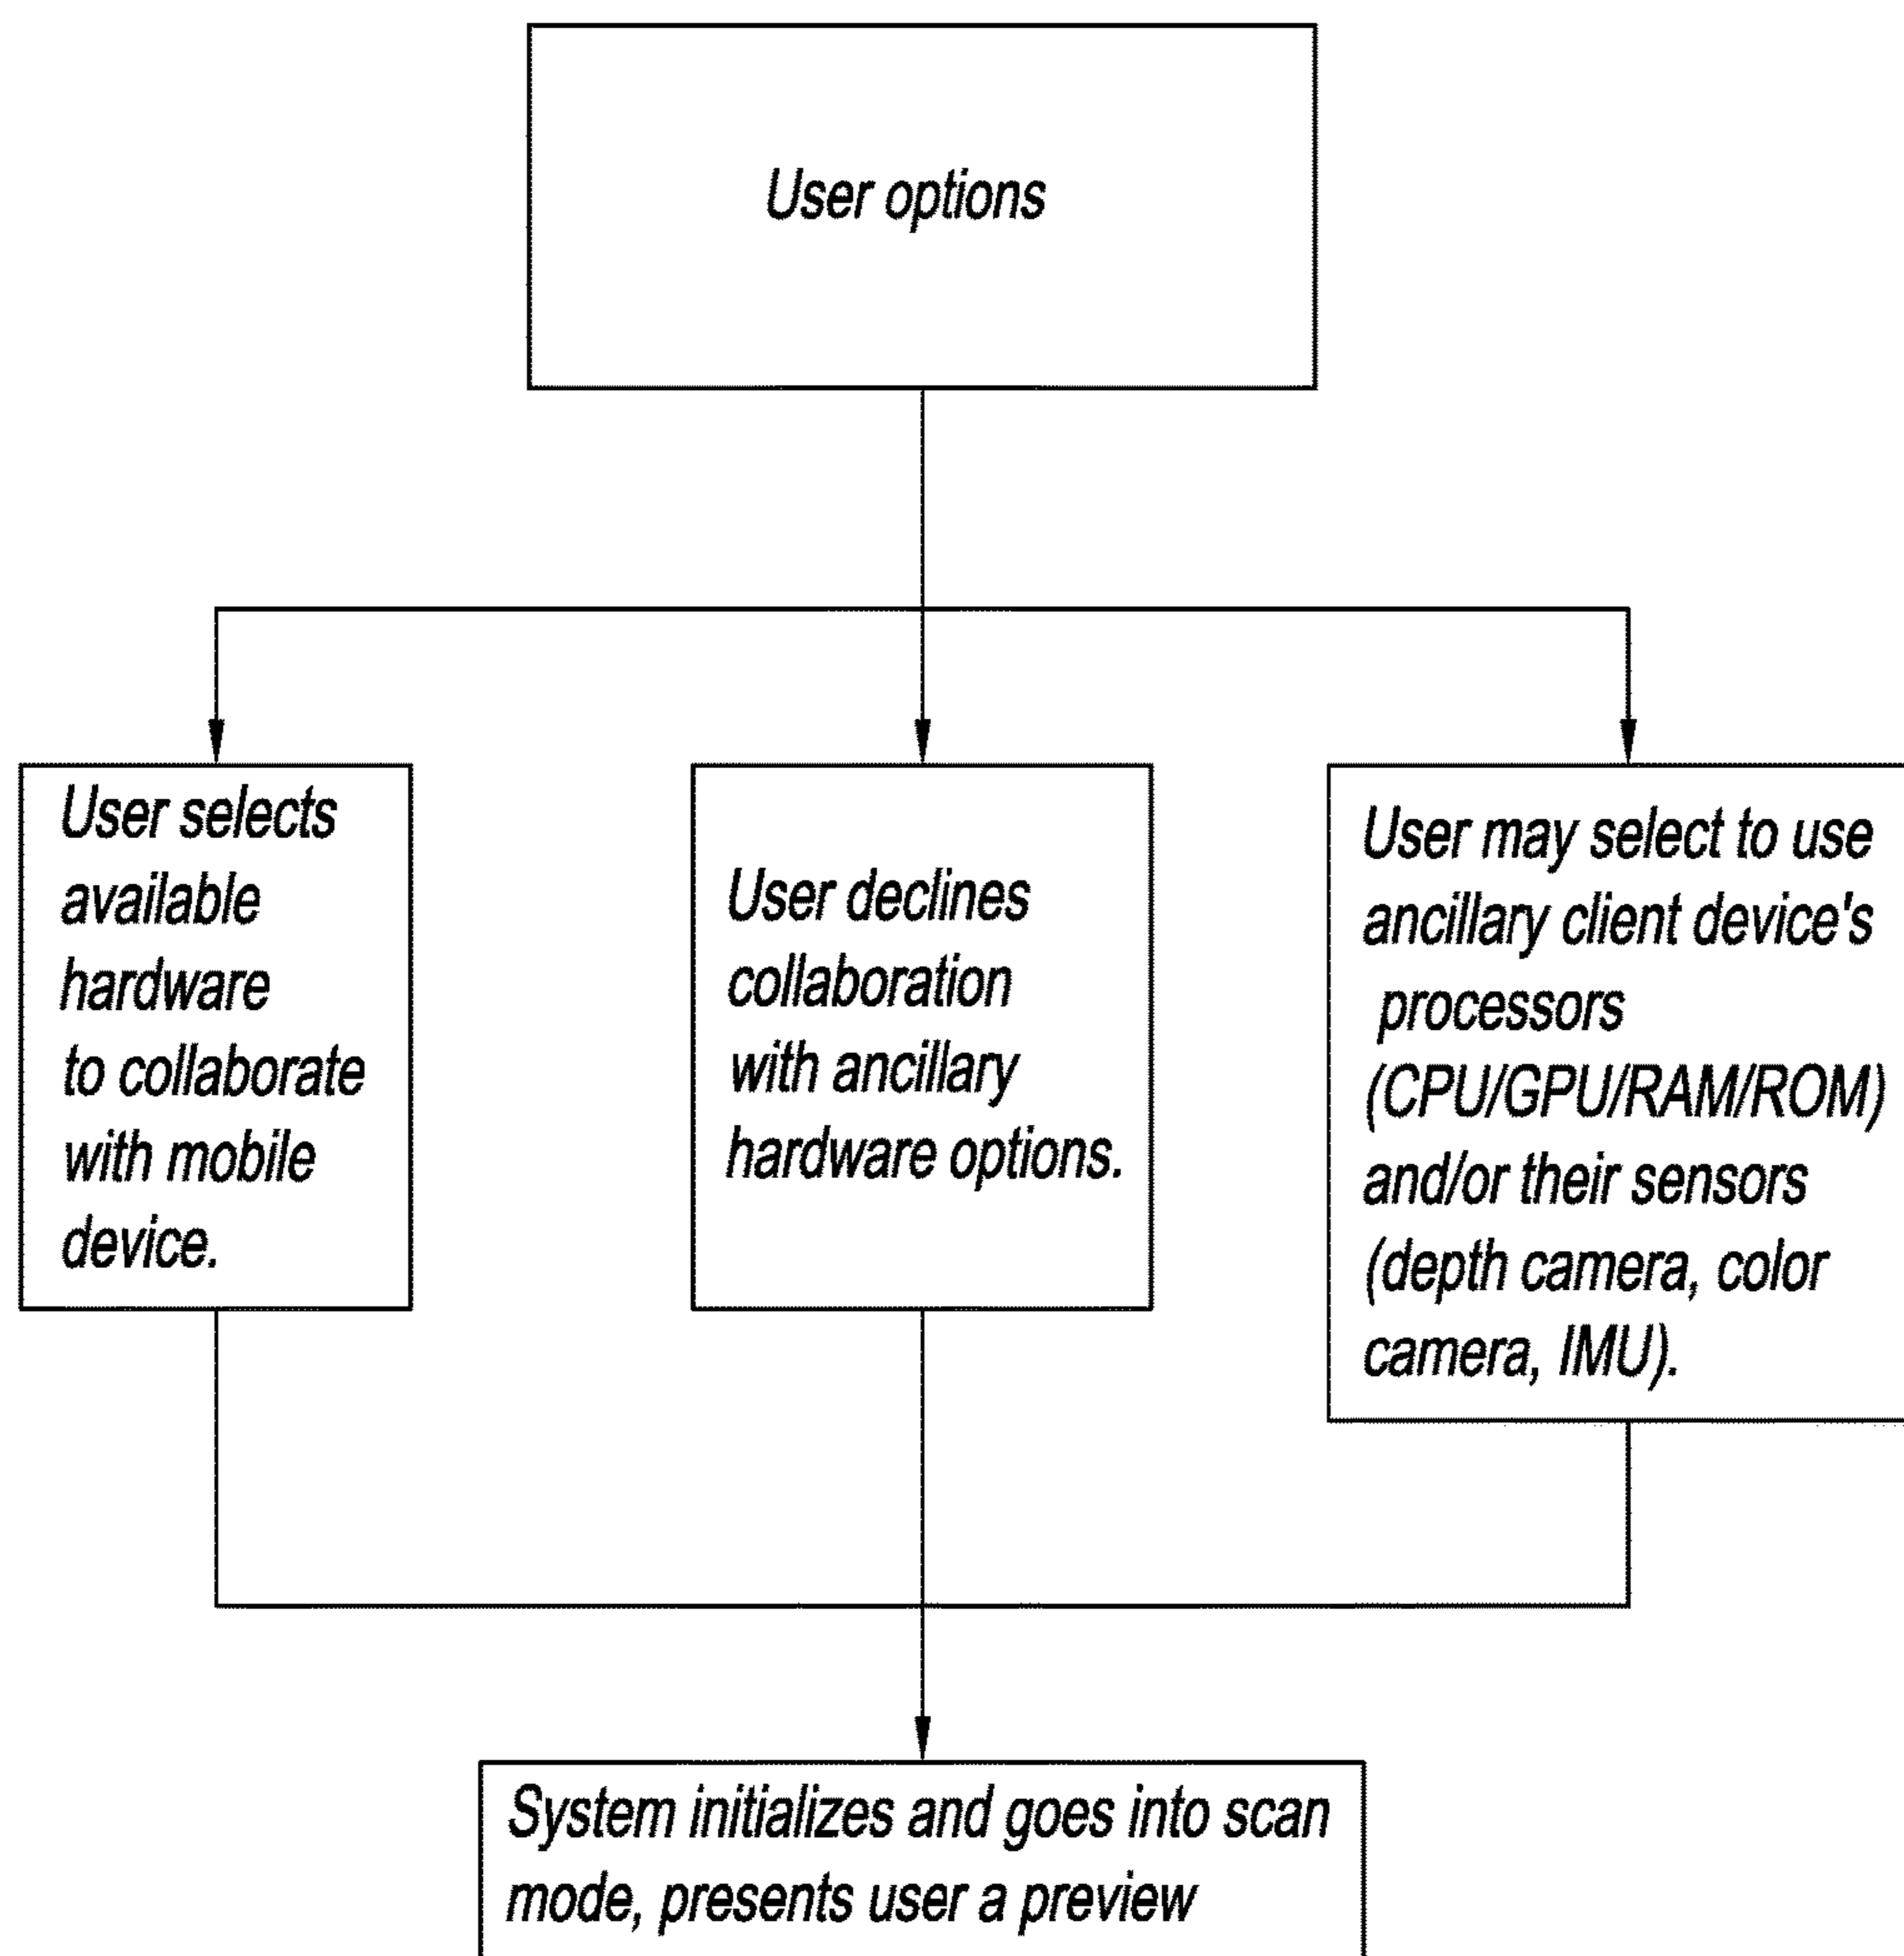 User options
User selects
available
hardware
to collaborate
with mobile
device.
User declines
collaboration
with ancillary
hardware options.
User may select to use
ancillary client device's
processors
(CPU/GPU/RAM/ROM)
and/or their sensors
(depth camera, color
camera, IMU).
System initializes and goes into scan
mode, presents user a preview